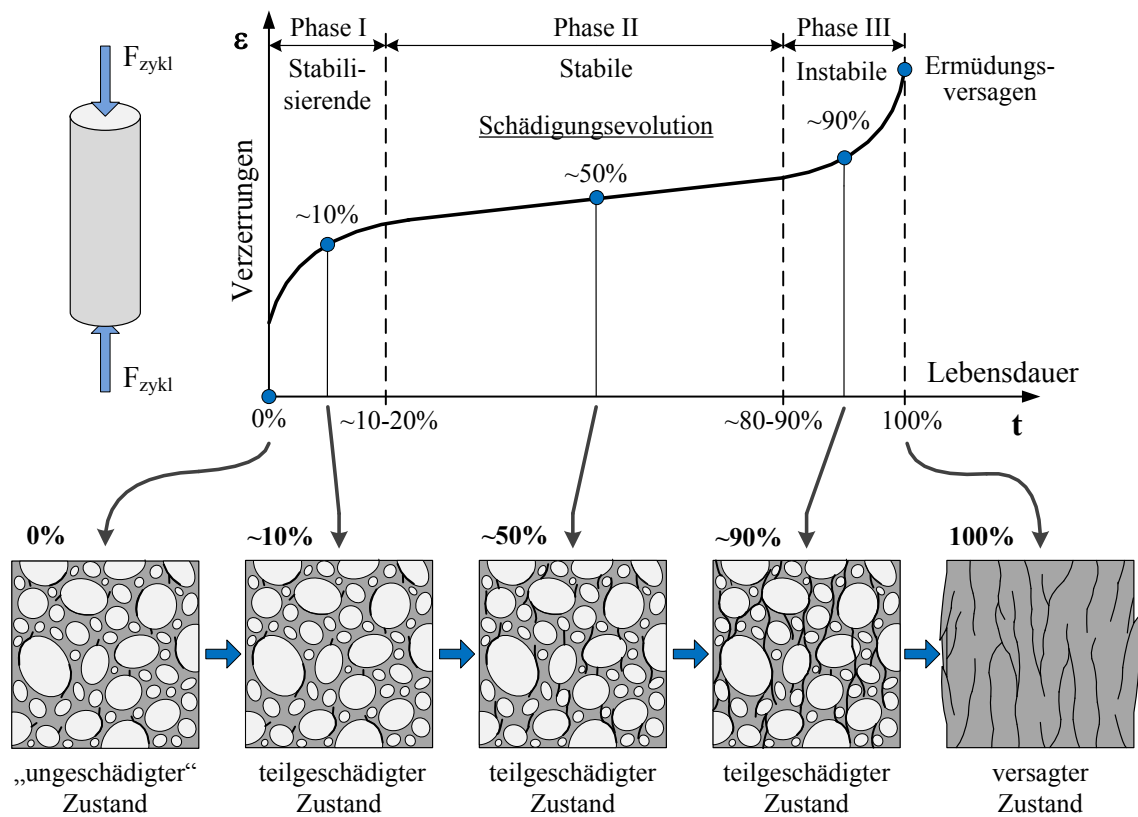 F_zykl
F_zykl
ε
Verzerrungen
Phase I
Phase II
Phase III
Stabili-
sierende
Stabile
Instabile
Ermüdungs-
versagen
Schädigungsevolution
~10%
~50%
~90%
Lebensdauer
0%
~10-20%
~80-90%
100%
t
0%
~10%
~50%
~90%
100%
„ungeschädigter“
Zustand
teilgeschädigter
Zustand
teilgeschädigter
Zustand
teilgeschädigter
Zustand
versagter
Zustand